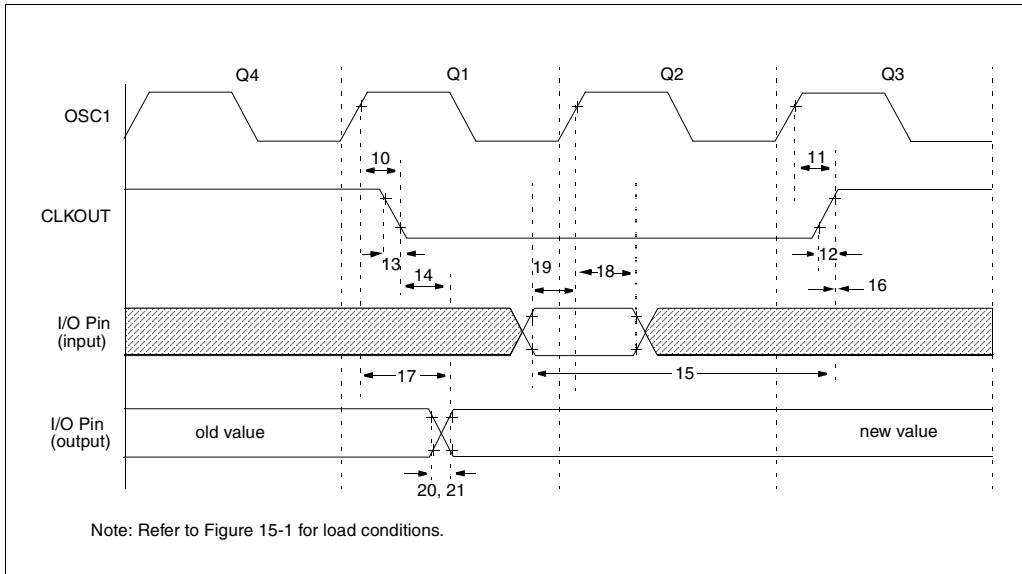 Q4 Q1 Q2 Q3
OSC1
10 11
CLKOUT
13 12
14 19 18 16
I/O Pin
(input)
17 15
I/O Pin
(output)
old value new value
20, 21
Note: Refer to Figure 15-1 for load conditions.